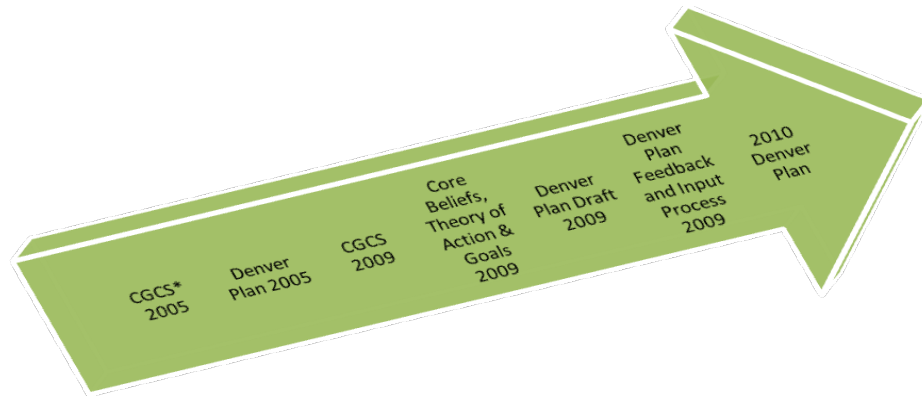 CGCS*
2005
Denver
Plan 2005
CGCS
2009
Core
Beliefs,
Theory of
Action &
Goals
2009
Denver
Plan Draft
2009
Denver
Plan
Feedback
and Input
Process
2009
2010
Denver
Plan